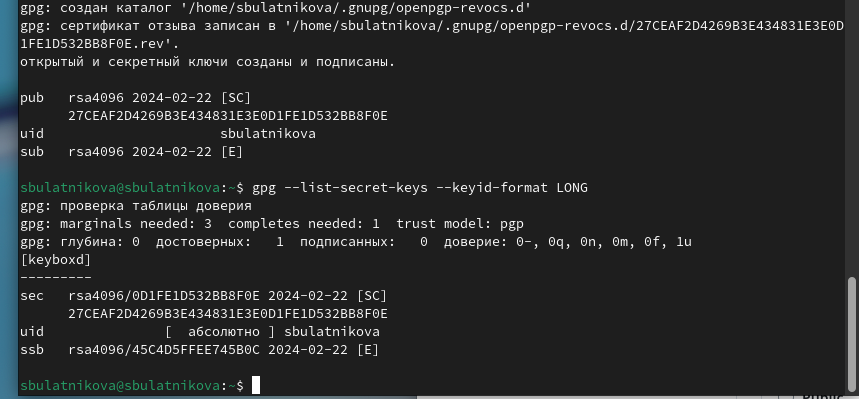 gpg: создан каталог '/home/sbulatnikova/.gnupg/openpgp-revocs.d'
gpg: сертификат отзыва записан в '/home/sbulatnikova/.gnupg/openpgp-revocs.d/27CEAF2D4269B3E434831E3E0D
1FE1D532BB8F0E.rev'.
открытый и секретный ключи созданы и подписаны.
pub   rsa4096 2024-02-22 [SC]
      27CEAF2D4269B3E434831E3E0D1FE1D532BB8F0E
uid                      sbulatnikova
sub   rsa4096 2024-02-22 [E]
sbulatnikova@sbulatnikova:~$ gpg --list-secret-keys --keyid-format LONG
gpg: проверка таблицы доверия
gpg: marginals needed: 3  completes needed: 1  trust model: pgp
gpg: глубина: 0  достоверных:   1  подписанных:   0  доверие: 0-, 0q, 0n, 0m, 0f, 1u
[keyboxd]
---------
sec   rsa4096/0D1FE1D532BB8F0E 2024-02-22 [SC]
      27CEAF2D4269B3E434831E3E0D1FE1D532BB8F0E
uid               [  абсолютно ] sbulatnikova
ssb   rsa4096/45C4D5FFEE745B0C 2024-02-22 [E]
sbulatnikova@sbulatnikova:~$